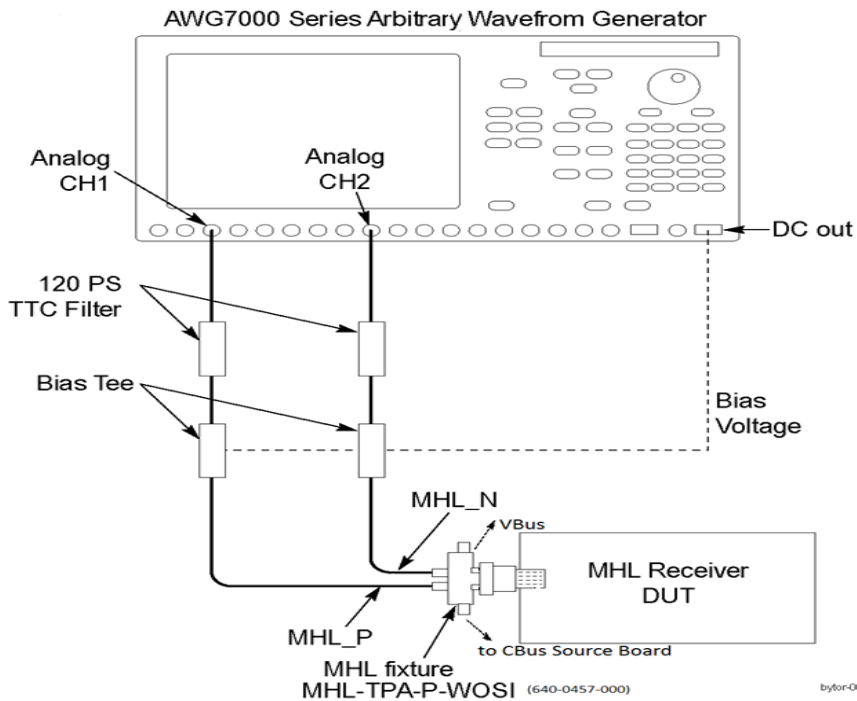 AWG7000 Series Arbitrary Wavefrom Generator
Analog
CH1
Analog
CH2
DC out
120 PS
TTC Filter
Bias Tee
Bias
Voltage
MHL_N
VBus
MHL Receiver
DUT
MHL_P
to CBus Source Board
MHL fixture
MHL-TPA-P-WOSI (640-0457-000)